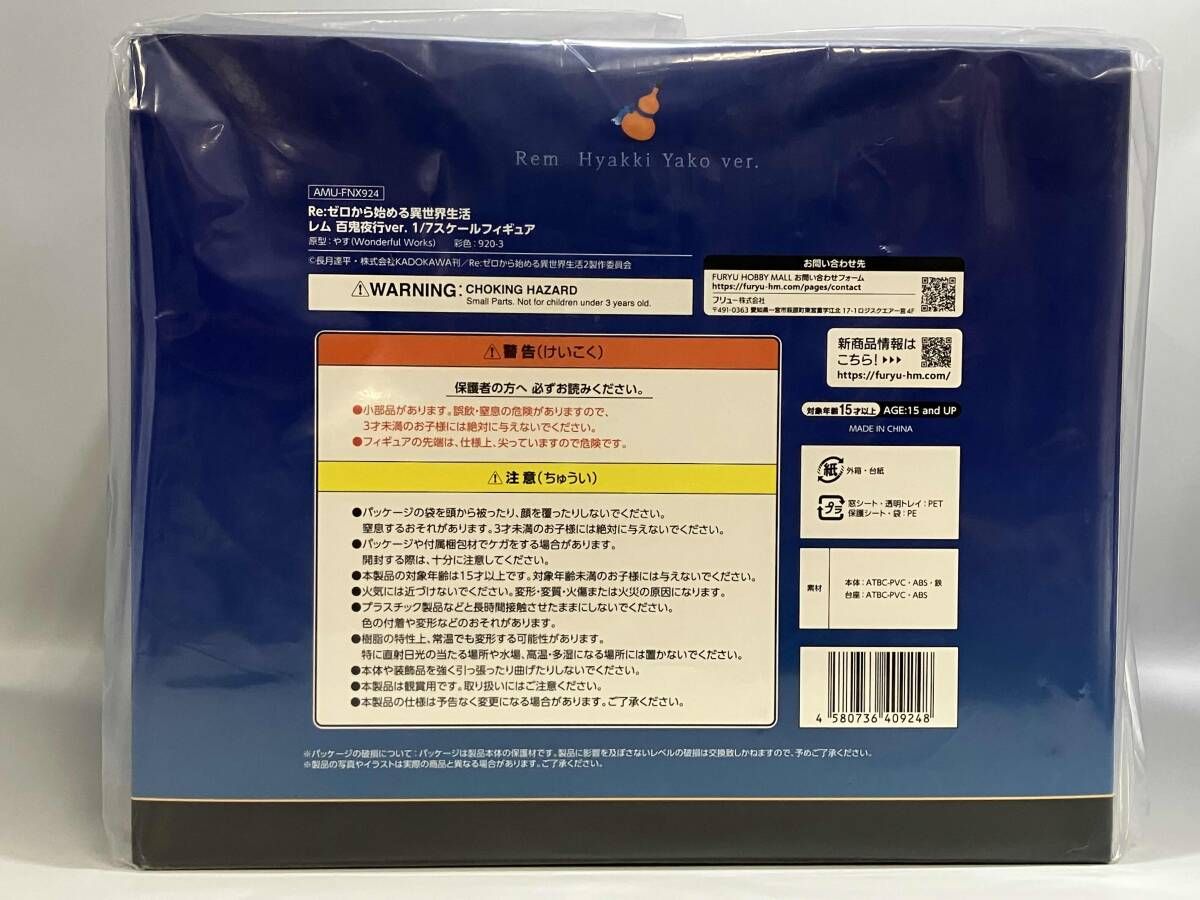 Rem Hyakki Yako ver.
AMU-FNX924
Re:ゼロから始める異世界生活
レム 百鬼夜行ver. 1/7スケールフィギュア
原型:やす(Wonderful Works) 彩色:920-3
©長月達平・株式会社KADOKAWA刊/Re:ゼロから始める異世界生活2製作委員会
⚠WARNING: CHOKING HAZARD
Small Parts. Not for children under 3 years old.
お問い合わせ先
FURYU HOBBY MALL お問い合わせフォーム
https://furyu-hm.com/pages/contact
フリュー株式会社
〒491-0363 愛知県一宮市萩原町東宮重字江北 17-1 ロジスクエアー宮 4F
新商品情報は
こちら!▶▶▶
https://furyu-hm.com/
対象年齢15才以上 AGE:15 and UP
MADE IN CHINA
紙 外箱・台紙
プラ 窓シート・透明トレイ:PET
保護シート・袋:PE
素材
本体:ATBC-PVC・ABS・鉄
台座:ATBC-PVC・ABS
4 580736 409248
⚠警告(けいこく)
保護者の方へ 必ずお読みください。
●小部品があります。誤飲・窒息の危険がありますので、
3才未満のお子様には絶対に与えないでください。
●フィギュアの先端は、仕様上、尖っていますので危険です。
⚠注意(ちゅうい)
●パッケージの袋を頭から被ったり、顔を覆ったりしないでください。
窒息するおそれがあります。3才未満のお子様には絶対に与えないでください。
●パッケージや付属梱包材でケガをする場合があります。
開封する際は、十分に注意してください。
●本製品の対象年齢は15才以上です。対象年齢未満のお子様には与えないでください。
●火気には近づけないでください。変形・変質・火傷または火災の原因になります。
●プラスチック製品などと長時間接触させたままにしないでください。
色の付着や変形などのおそれがあります。
●樹脂の特性上、常温でも変形する可能性があります。
特に直射日光の当たる場所や水場、高温・多湿になる場所には置かないでください。
●本体や装飾品を強く引っ張ったり曲げたりしないでください。
●本製品は観賞用です。取り扱いにはご注意ください。
●本製品の仕様は予告なく変更になる場合があります。ご了承ください。
※パッケージの破損について:パッケージは製品本体の保護材です。製品に影響を及ぼさないレベルの破損は交換致しかねますので、予めご了承ください。
※製品の写真やイラストは実際の商品と異なる場合があります。ご了承ください。